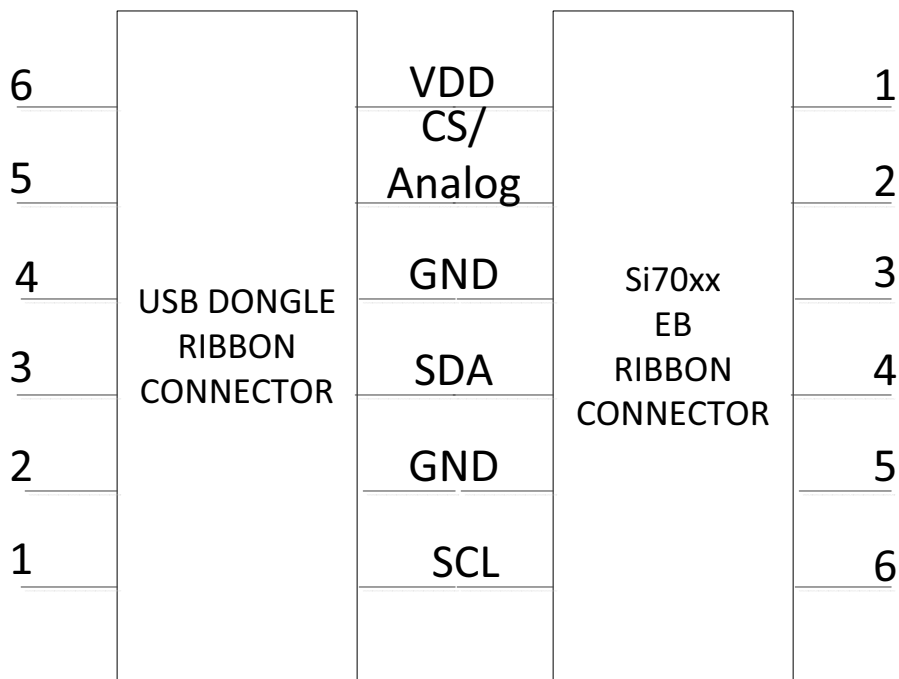 6
VDD
1
CS/
5
Analog
2
4
GND
3
USB DONGLE
RIBBON
CONNECTOR
Si70xx
EB
RIBBON
CONNECTOR
3
SDA
4
2
GND
5
1
SCL
6